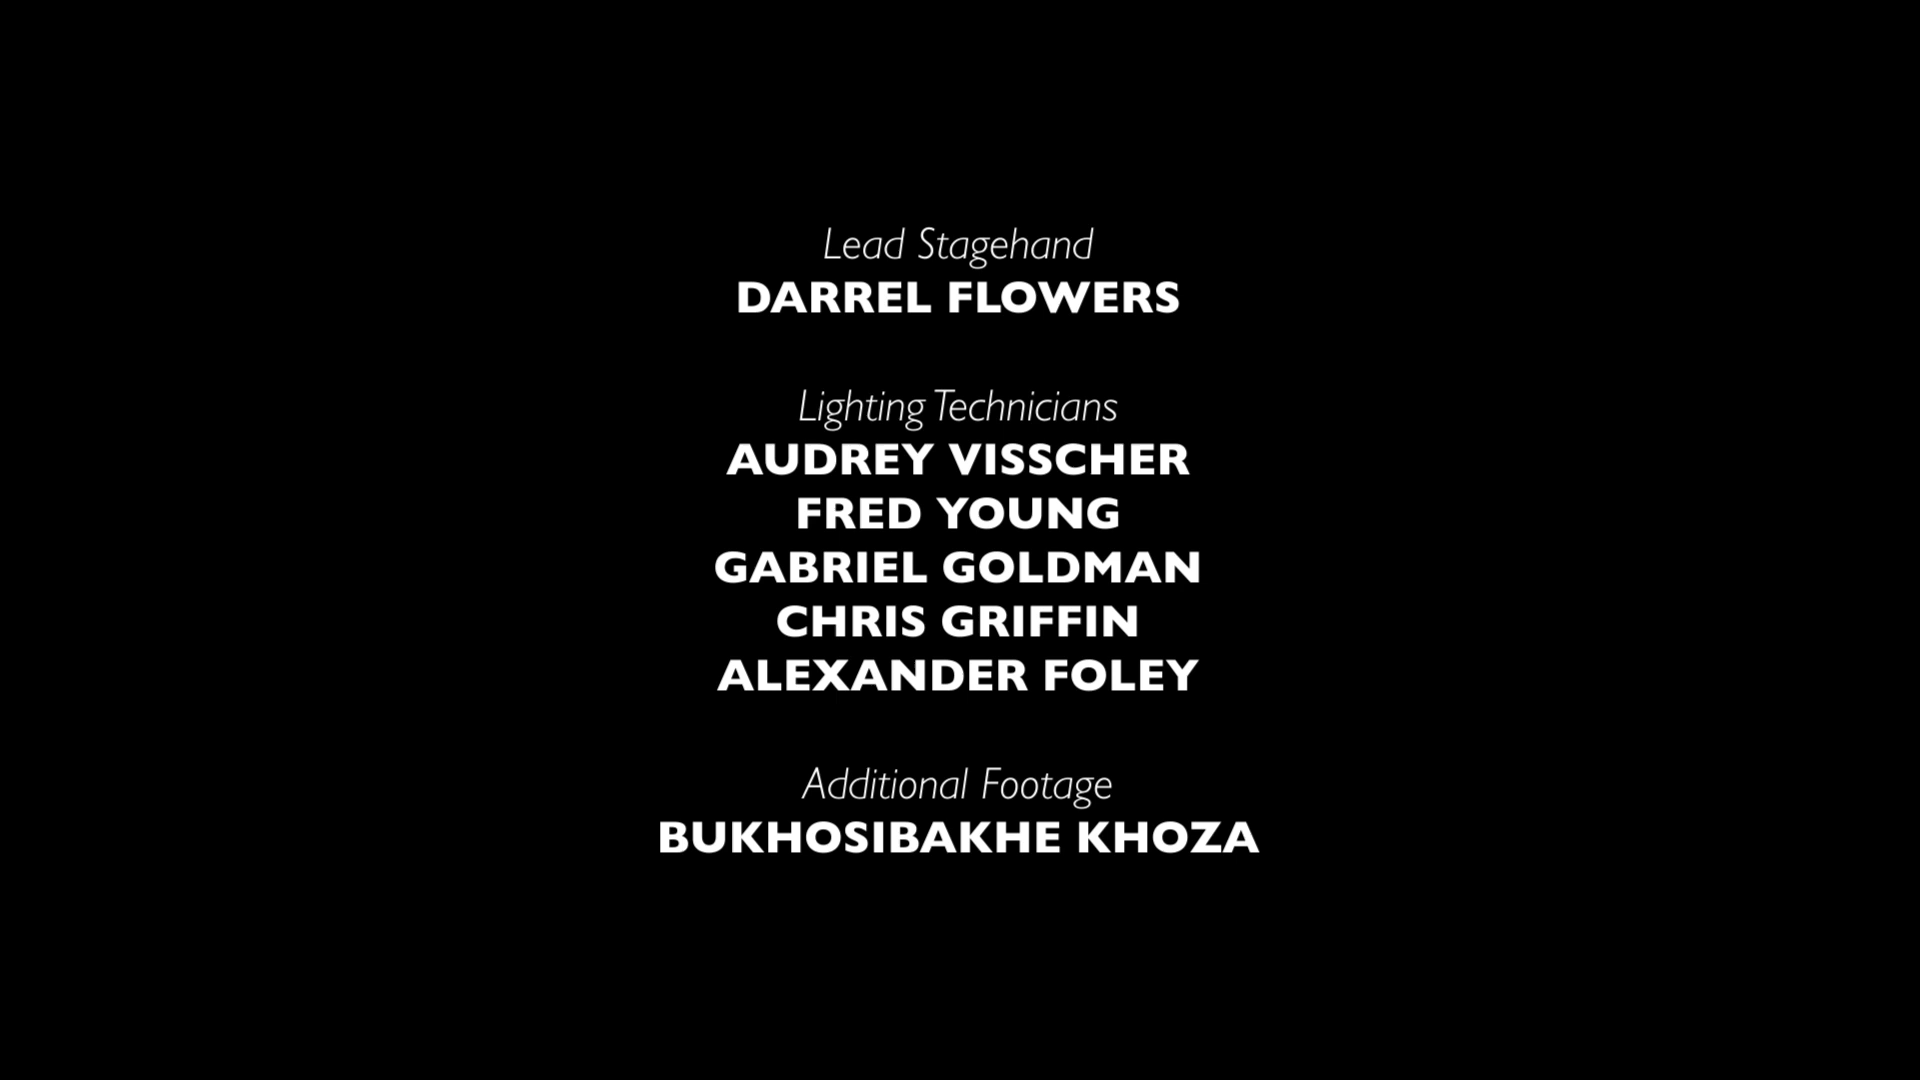 Lead Stagehand
DARREL FLOWERS
Lighting Technicians
AUDREY VISSCHER
FRED YOUNG
GABRIEL GOLDMAN
CHRIS GRIFFIN
ALEXANDER FOLEY
Additional Footage
BUKHOSIBAKHE KHOZA